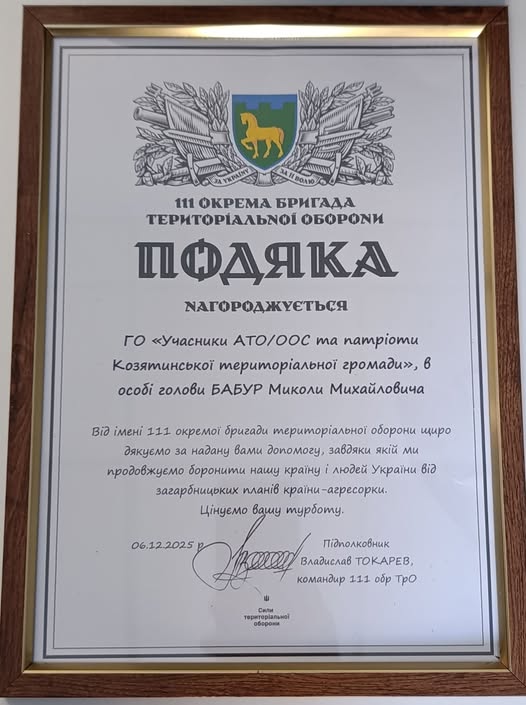 ЗА УКРАЇНУ
ЗА ЇЇ ВОЛЮ
111 ОКРЕМА БРИГАДА
ТЕРИТОРІАЛЬНОЇ ОБОРОНИ
ПОДЯКА
НАГОРОДЖУЄТЬСЯ
ГО «Учасники АТО/ООС та патріоти
Козятинської територіальної громади», в
особі голови БАБУР Миколи Михайловича
Від імені 111 окремої бригади територіальної оборони щиро
дякуємо за надану вами допомогу, завдяки якій ми
продовжуємо боронити нашу країну і людей України від
загарбницьких планів країни-агресорки.
Цінуємо вашу турботу.
06.12.2025 р
Підполковник
Владислав ТОКАРЕВ,
командир 111 обр ТрО
Сили
територіальної
оборони